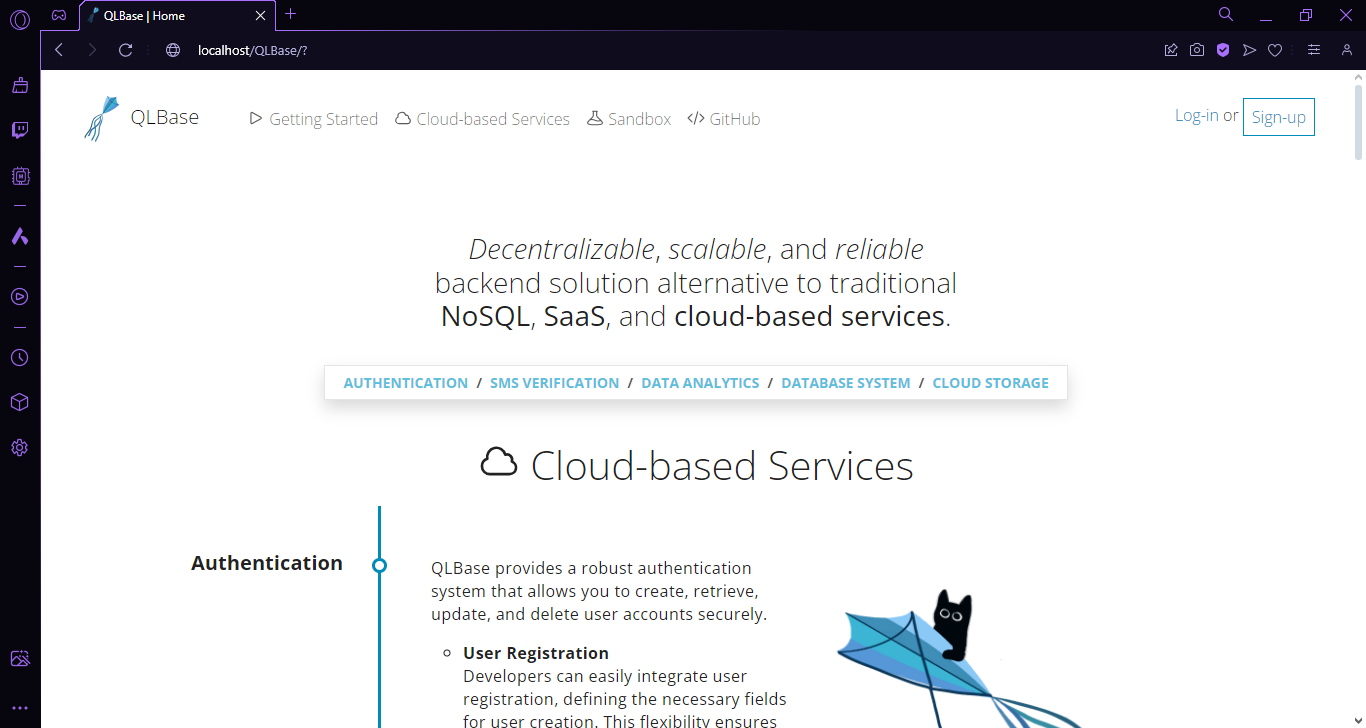 QLBase | Home
localhost/QLBase/?
QLBase
Getting Started
Cloud-based Services
Sandbox
GitHub
Log-in or Sign-up
Decentralizable, scalable, and reliable
backend solution alternative to traditional
NoSQL, SaaS, and cloud-based services.
AUTHENTICATION / SMS VERIFICATION / DATA ANALYTICS / DATABASE SYSTEM / CLOUD STORAGE
Cloud-based Services
Authentication
QLBase provides a robust authentication
system that allows you to create, retrieve,
update, and delete user accounts securely.
User Registration
Developers can easily integrate user
registration, defining the necessary fields
for user creation. This flexibility ensures